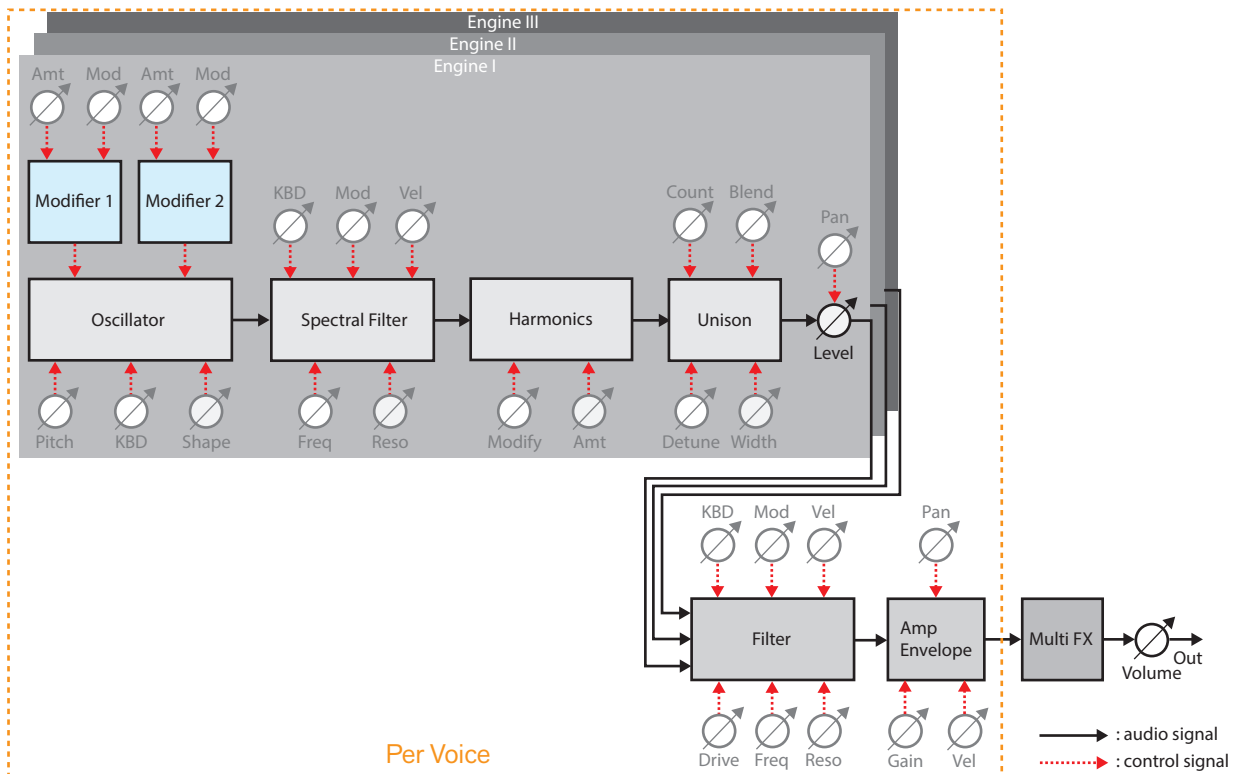 Engine III
Engine II
Engine I
Amt Mod Amt Mod
Modifier 1 Modifier 2
KBD Mod Vel
Count Blend
Pan
Oscillator Spectral Filter Harmonics Unison
Level
Pitch KBD Shape Freq Reso Modify Amt Detune Width
KBD Mod Vel Pan
Filter
Amp
Envelope
Multi FX
Volume
Out
Drive Freq Reso Gain Vel
Per Voice
: audio signal
: control signal